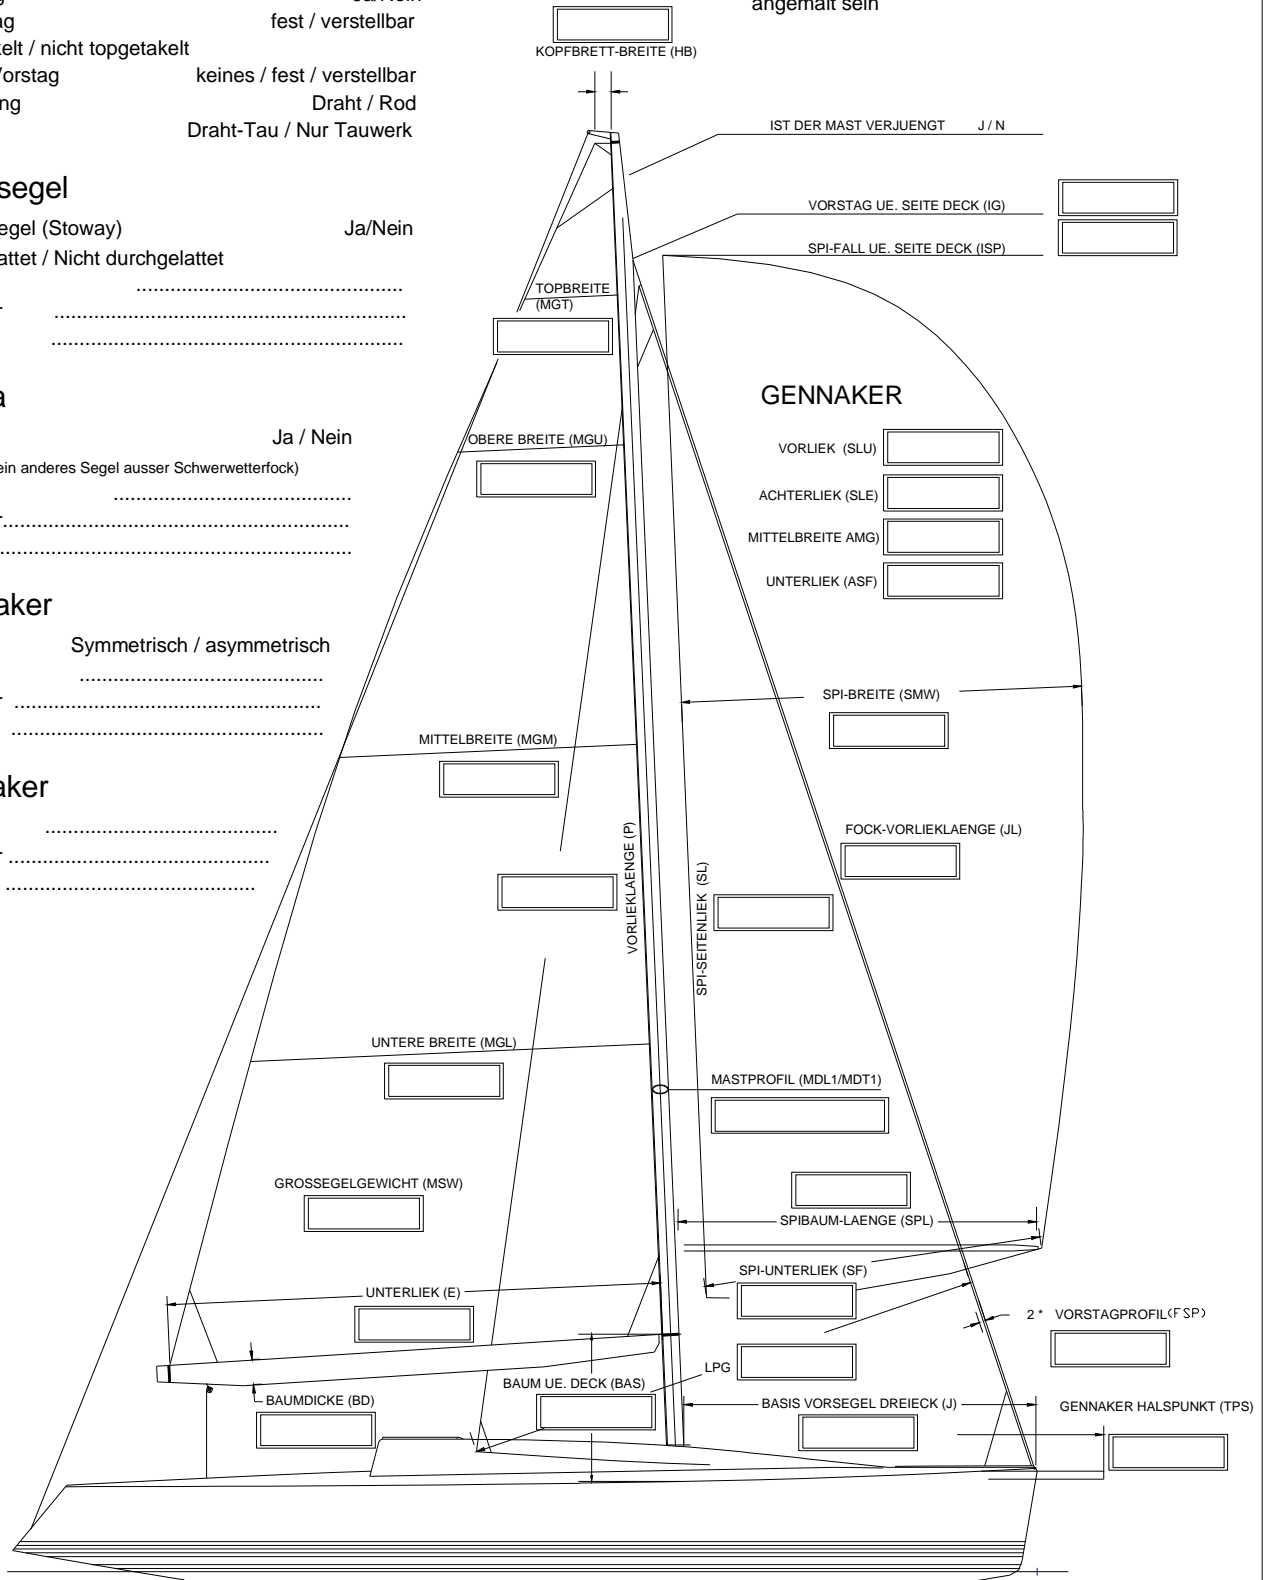 Ja/Nein
fest / verstellbar
kelt / nicht topgetakelt
Vorstag keines / fest / verstellbar
Draht / Rod
Draht-Tau / Nur Tauwerk
segel
egel (Stoway) Ja/Nein
attet / Nicht durchgelattet
Ja / Nein
ein anderes Segel ausser Schwerwetterfock)
aker
Symmetrisch / asymmetrisch
aker
angemalt sein
KOPFBRETT-BREITE (HB)
IST DER MAST VERJUENGT J / N
VORSTAG UE. SEITE DECK (IG)
SPI-FALL UE. SEITE DECK (ISP)
TOPBREITE
(MGT)
GENNAKER
OBERE BREITE (MGU)
VORLIEK (SLU)
ACHTERLIEK (SLE)
MITTELBREITE AMG)
UNTERLIEK (ASF)
SPI-BREITE (SMW)
MITTELBREITE (MGM)
FOCK-VORLIEKLAENGE (JL)
VORLIEKLAENGE (P)
SPI-SEITENLIEK (SL)
UNTERE BREITE (MGL)
MASTPROFIL (MDL1/MDT1)
GROSSEGELGEWICHT (MSW)
SPIBAUM-LAENGE (SPL)
SPI-UNTERLIEK (SF)
UNTERLIEK (E)
2 * VORSTAGPROFIL(FSP)
LPG
BAUM UE. DECK (BAS)
BAUMDICKE (BD)
BASIS VORSEGEL DREIECK (J)
GENNAKER HALSPUNKT (TPS)